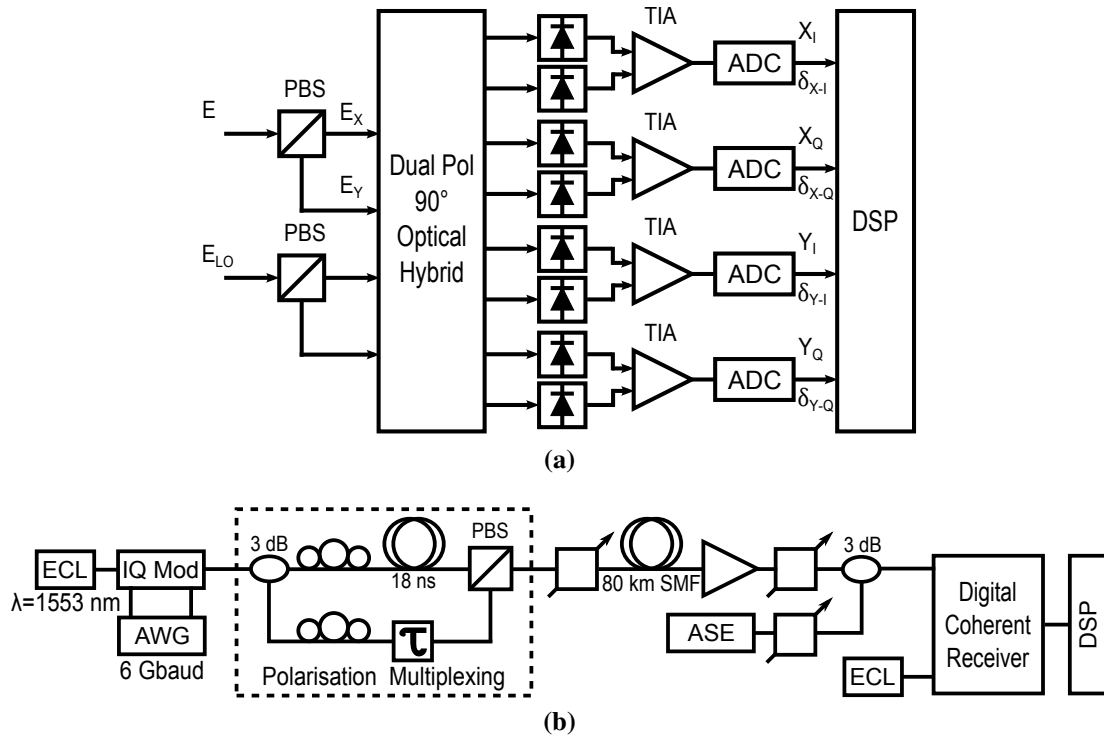 TIA
X_I
ADC
δ_X-I
PBS
E
E_X
TIA
X_Q
ADC
δ_X-Q
Dual Pol
90°
Optical
Hybrid
DSP
E_Y
PBS
TIA
Y_I
E_LO
ADC
δ_Y-I
TIA
Y_Q
ADC
δ_Y-Q
(a)
3 dB
PBS
3 dB
ECL
IQ Mod
λ=1553 nm
18 ns
80 km SMF
AWG
6 Gbaud
τ
Polarisation Multiplexing
ASE
ECL
Digital
Coherent
Receiver
DSP
(b)